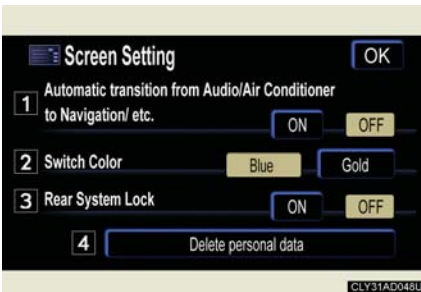 Screen Setting
OK
1 Automatic transition from Audio/Air Conditioner
to Navigation/ etc.
ON OFF
2 Switch Color Blue Gold
3 Rear System Lock ON OFF
4 Delete personal data
CLY31AD048U